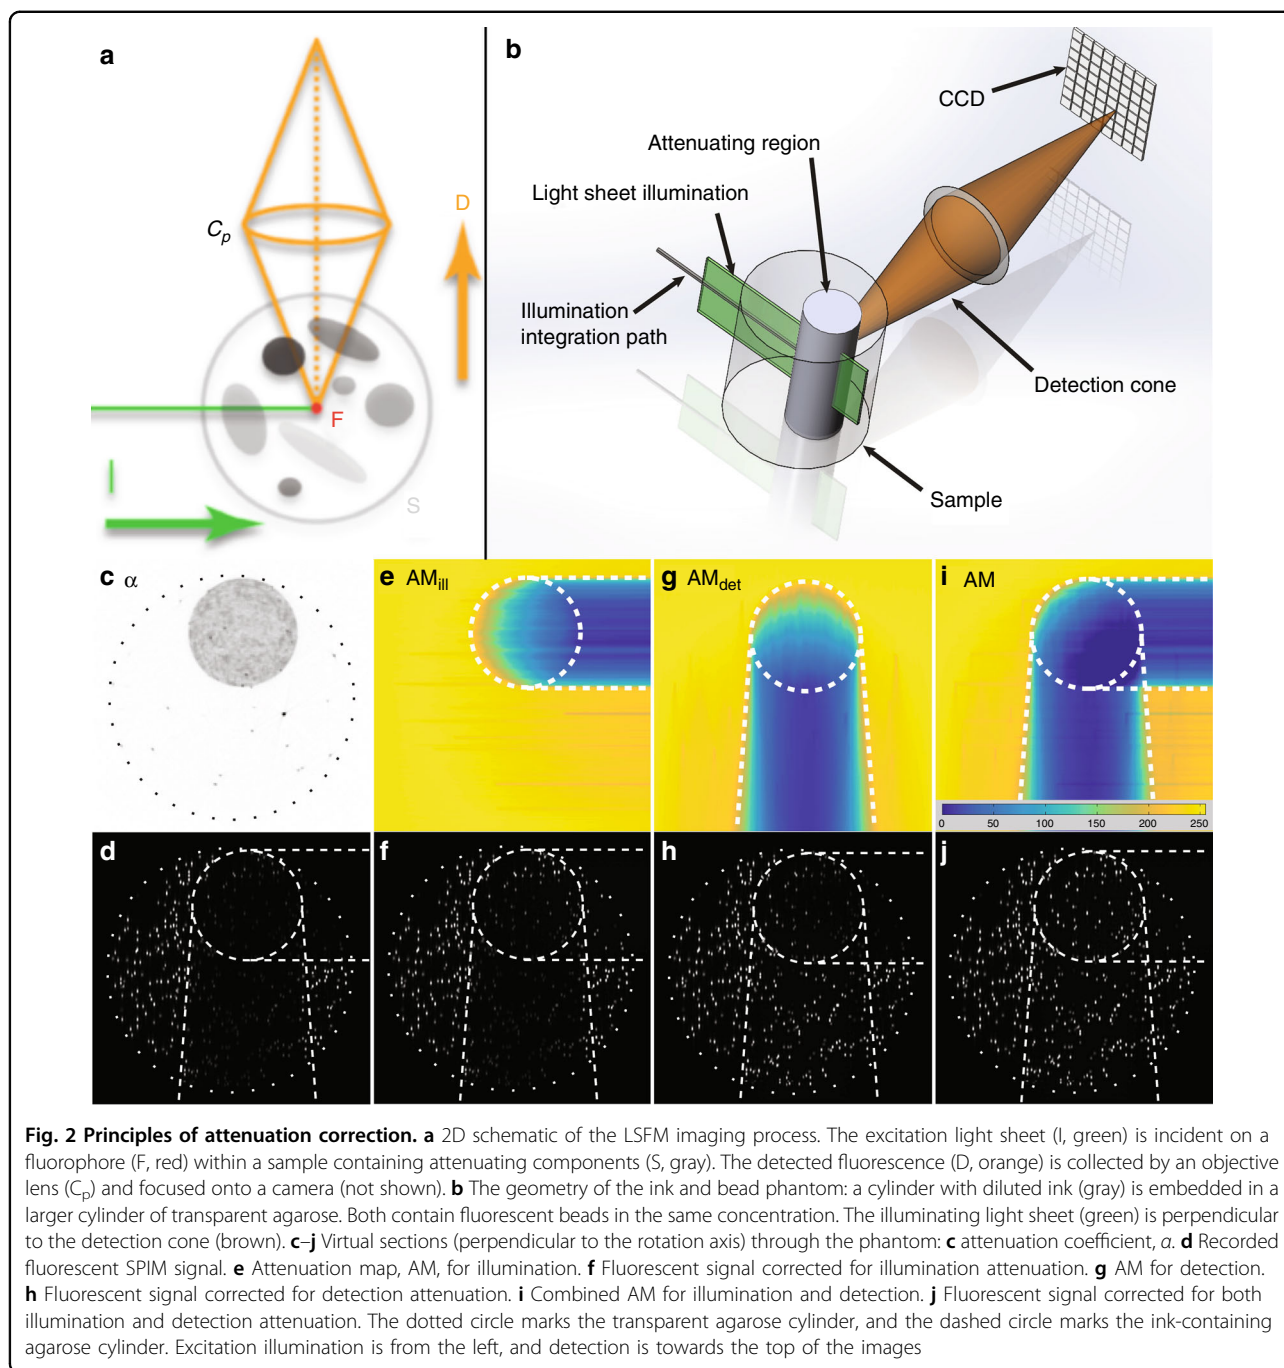 a
C_p
D
F
I
S
b
CCD
Attenuating region
Light sheet illumination
Illumination
integration path
Detection cone
Sample
c α
e AM_ill
g AM_det
i AM
0 50 100 150 200 250
d
f
h
j
Fig. 2 Principles of attenuation correction. a 2D schematic of the LSFM imaging process. The excitation light sheet (I, green) is incident on a
fluorophore (F, red) within a sample containing attenuating components (S, gray). The detected fluorescence (D, orange) is collected by an objective
lens (C_p) and focused onto a camera (not shown). b The geometry of the ink and bead phantom: a cylinder with diluted ink (gray) is embedded in a
larger cylinder of transparent agarose. Both contain fluorescent beads in the same concentration. The illuminating light sheet (green) is perpendicular
to the detection cone (brown). c–j Virtual sections (perpendicular to the rotation axis) through the phantom: c attenuation coefficient, α. d Recorded
fluorescent SPIM signal. e Attenuation map, AM, for illumination. f Fluorescent signal corrected for illumination attenuation. g AM for detection.
h Fluorescent signal corrected for detection attenuation. i Combined AM for illumination and detection. j Fluorescent signal corrected for both
illumination and detection attenuation. The dotted circle marks the transparent agarose cylinder, and the dashed circle marks the ink-containing
agarose cylinder. Excitation illumination is from the left, and detection is towards the top of the images